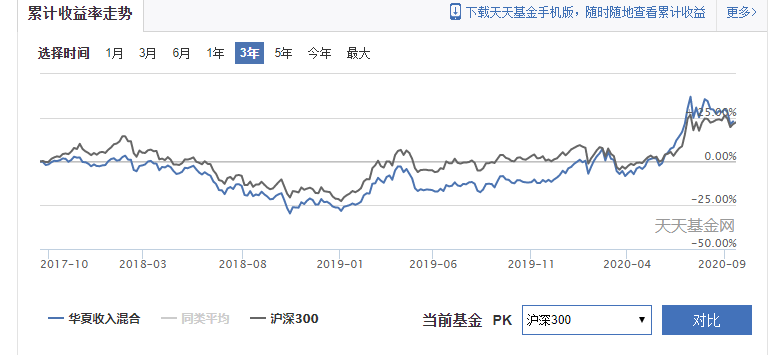 累计收益率走势
下载天天基金手机版，随时随地查看累计收益 更多>
选择时间 1月 3月 6月 1年 3年 5年 今年 最大
25.00%
0.00%
-25.00%
天天基金网
-50.00%
2017-10 2018-03 2018-08 2019-01 2019-06 2019-11 2020-04 2020-09
华夏收入混合 同类平均 沪深300 当前基金 PK 沪深300 对比